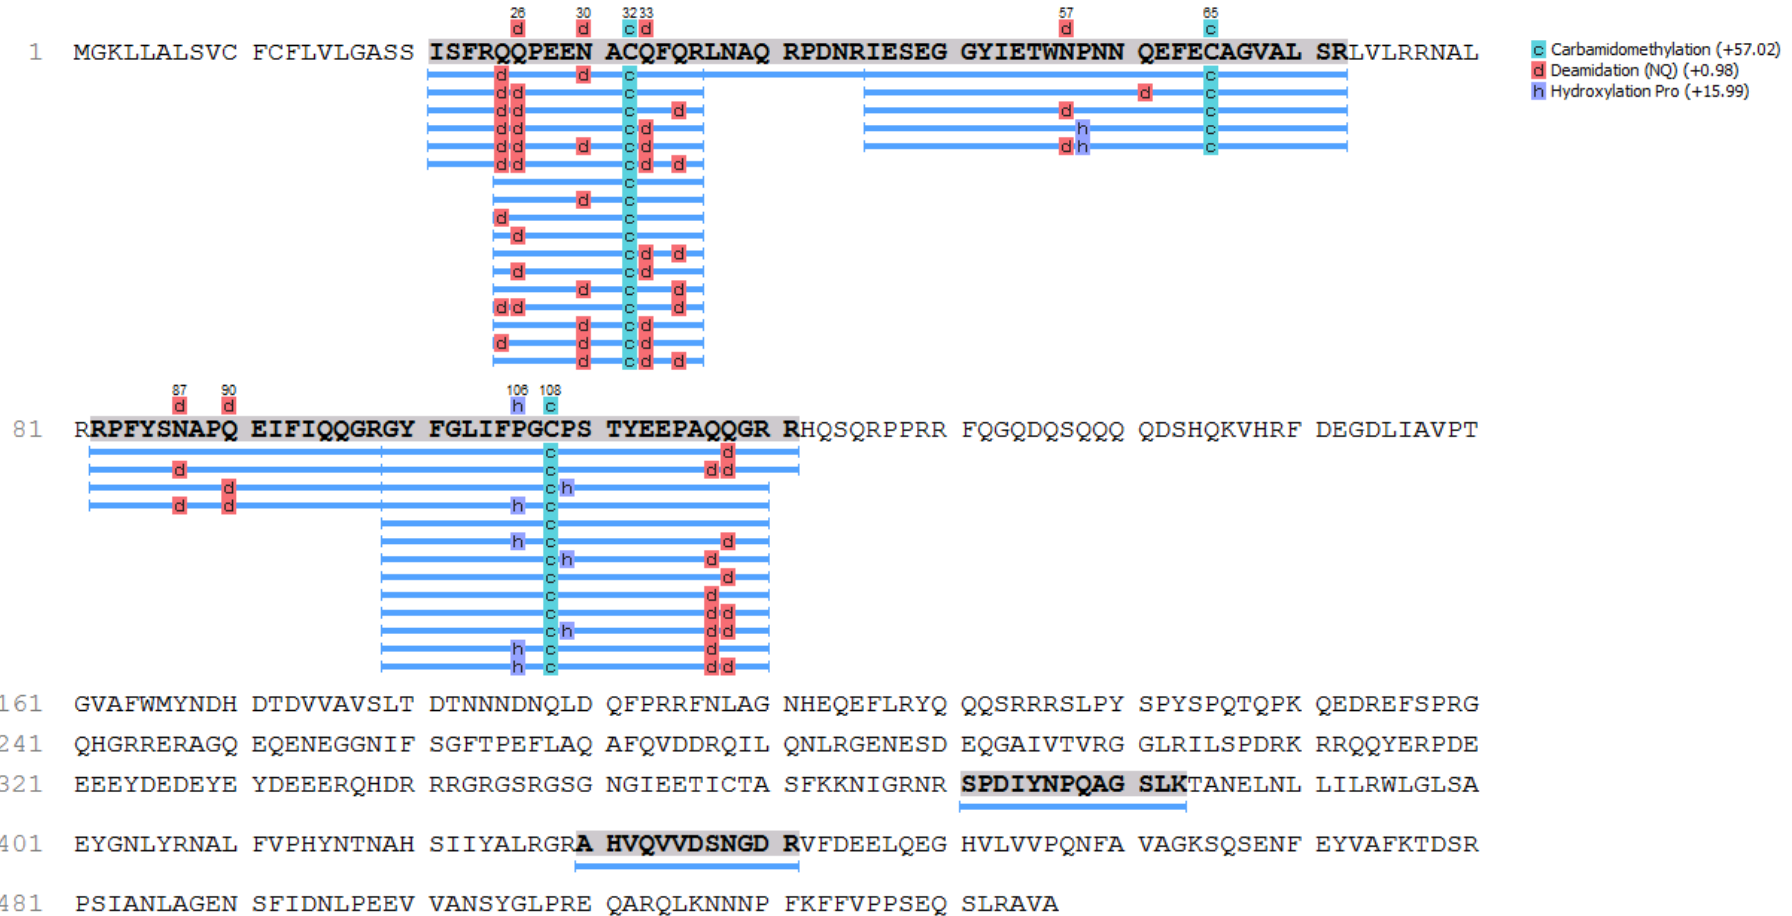 26 30 32 33 57 65
d d c d d c
1 MGKLLALSVC FCFLVLGASS ISFRQQPEEN ACQFQRLNAQ RPDNRIESEG GYIETWNPNN QEFECAGVAL SRLVLRRNAL
c Carbamidomethylation (+57.02)
d Deamidation (NQ) (+0.98)
h Hydroxylation Pro (+15.99)
d d c c
d d c d c
d d c d d c
d d c d h c
d d d c d d h c
d d c d d
c
d c
d c
d c
c d d
d c d
d c d
d d c d
d c d
d d c d
d c d d
87 90 106 108
d d h c
81 RRPFYSNAPQ EIFIQQGRGY FGLIFPGCPS TYEEPAQQGR RHQSQRPPRR FQGQDQSQQQ QDSHQKVHRF DEGDLIAVPT
c d
d c d d
d c h
d d h c
c
h c d
c h d
c d
c d
c d d
c h d d
h c d
h c d d
161 GVAFWMYNDH DTDVVAVSLT DTNNNDNQLD QFPRRFNLAG NHEQEFLRYQ QQSRRRSLPY SPYSPQTQPK QEDREFSPRG
241 QHGRRERAGQ EQENEGGNIF SGFTPEFLAQ AFQVDDRQIL QNLRGENESD EQGAIVTVRG GLRILSPDRK RRQQYERPDE
321 EEEYDEDEYE YDEEERQHDR RRGRGSRGSG NGIEETICTA SFKKNIGRNR SPDIYNPQAG SLKTANELNL LILRWLGLSA
401 EYGNLYRNAL FVPHYNTNAH SIIYALRGRA HVQVVDSNGD RVFDEELQEG HVLVVPQNFA VAGKSQSENF EYVAFKTDSR
481 PSIANLAGEN SFIDNLPEEV VANSYGLPRE QARQLKNNNP FKFFVPPSEQ SLRAVA